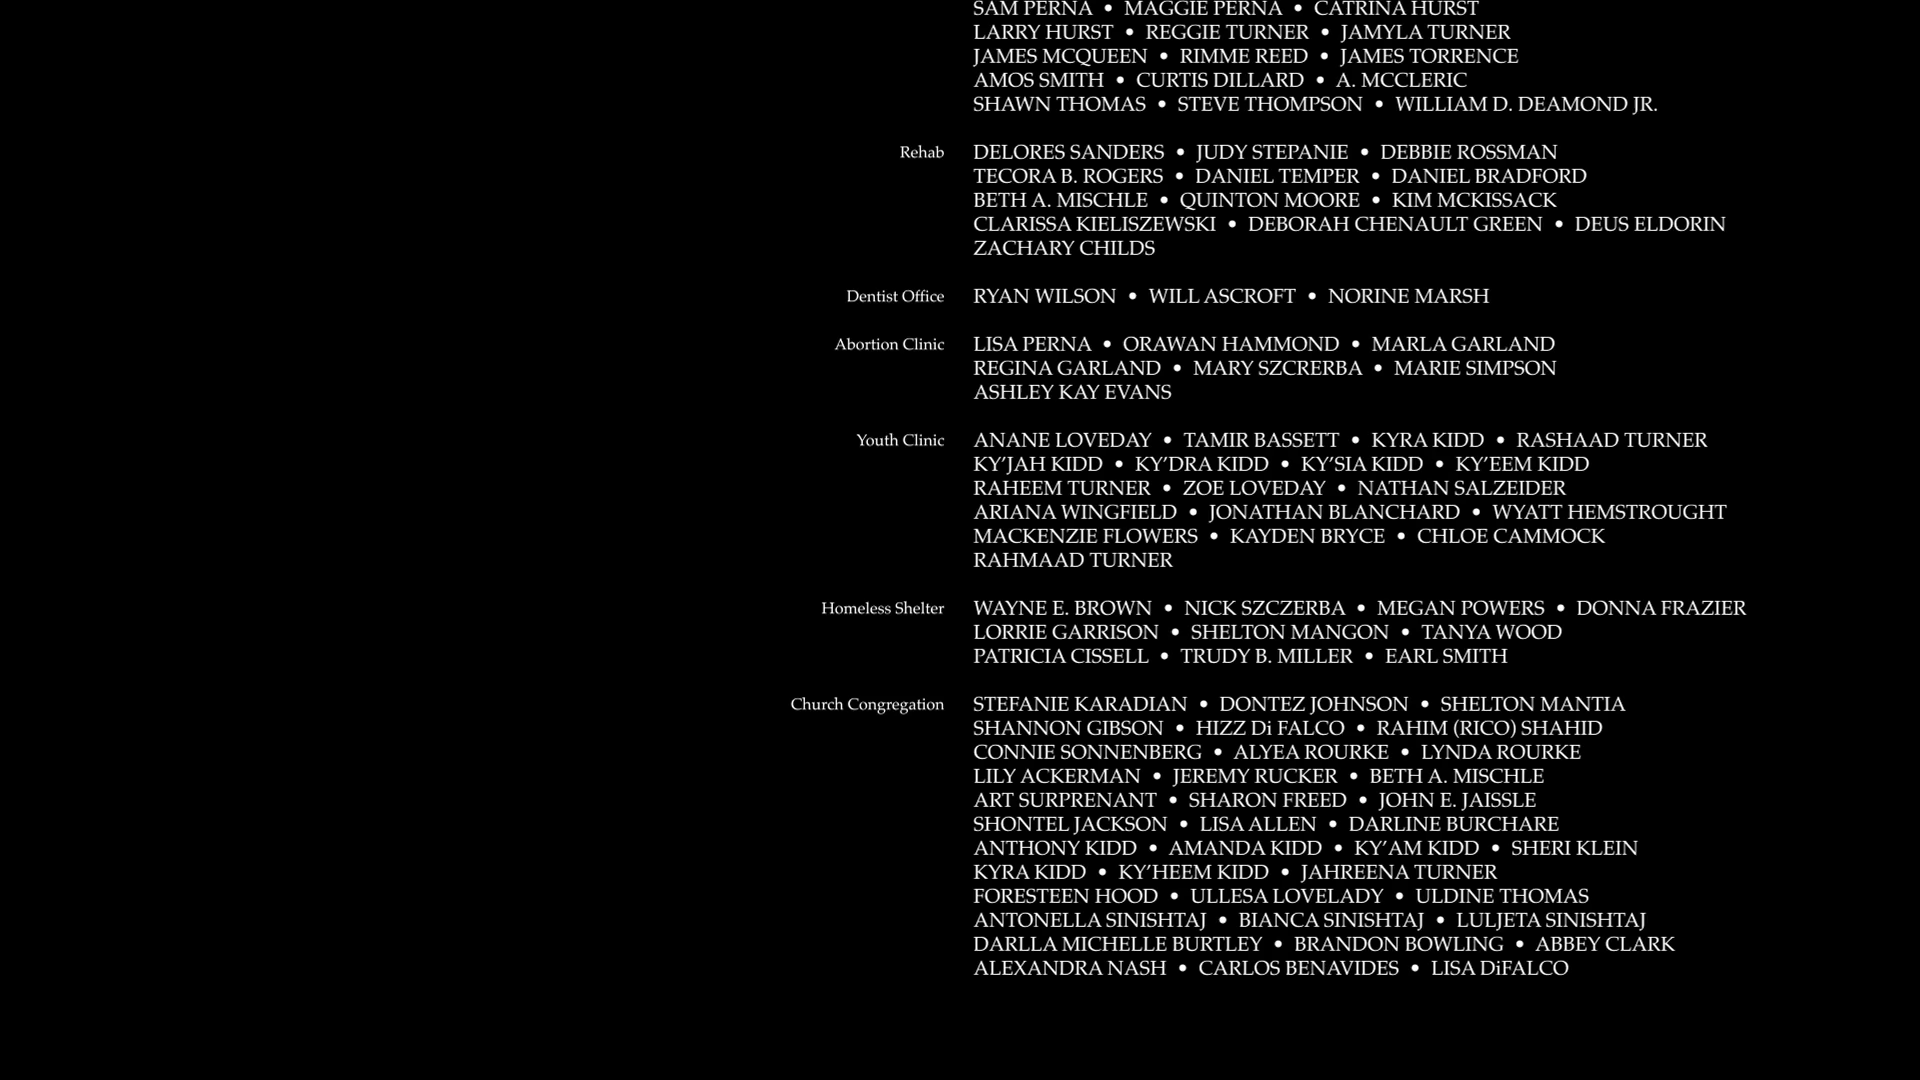 SAM PERNA • MAGGIE PERNA • CATRINA HURST
LARRY HURST • REGGIE TURNER • JAMYLA TURNER
JAMES MCQUEEN • RIMME REED • JAMES TORRENCE
AMOS SMITH • CURTIS DILLARD • A. MCCLERIC
SHAWN THOMAS • STEVE THOMPSON • WILLIAM D. DEAMOND JR.
Rehab DELORES SANDERS • JUDY STEPANIE • DEBBIE ROSSMAN
TECORA B. ROGERS • DANIEL TEMPER • DANIEL BRADFORD
BETH A. MISCHLE • QUINTON MOORE • KIM MCKISSACK
CLARISSA KIELISZEWSKI • DEBORAH CHENAULT GREEN • DEUS ELDORIN
ZACHARY CHILDS
Dentist Office RYAN WILSON • WILL ASCROFT • NORINE MARSH
Abortion Clinic LISA PERNA • ORAWAN HAMMOND • MARLA GARLAND
REGINA GARLAND • MARY SZCRERBA • MARIE SIMPSON
ASHLEY KAY EVANS
Youth Clinic ANANE LOVEDAY • TAMIR BASSETT • KYRA KIDD • RASHAAD TURNER
KY’JAH KIDD • KY’DRA KIDD • KY’SIA KIDD • KY’EEM KIDD
RAHEEM TURNER • ZOE LOVEDAY • NATHAN SALZEIDER
ARIANA WINGFIELD • JONATHAN BLANCHARD • WYATT HEMSTROUGHT
MACKENZIE FLOWERS • KAYDEN BRYCE • CHLOE CAMMOCK
RAHMAAD TURNER
Homeless Shelter WAYNE E. BROWN • NICK SZCZERBA • MEGAN POWERS • DONNA FRAZIER
LORRIE GARRISON • SHELTON MANGON • TANYA WOOD
PATRICIA CISSELL • TRUDY B. MILLER • EARL SMITH
Church Congregation STEFANIE KARADIAN • DONTEZ JOHNSON • SHELTON MANTIA
SHANNON GIBSON • HIZZ Di FALCO • RAHIM (RICO) SHAHID
CONNIE SONNENBERG • ALYEA ROURKE • LYNDA ROURKE
LILY ACKERMAN • JEREMY RUCKER • BETH A. MISCHLE
ART SURPRENANT • SHARON FREED • JOHN E. JAISSLE
SHONTEL JACKSON • LISA ALLEN • DARLINE BURCHARE
ANTHONY KIDD • AMANDA KIDD • KY’AM KIDD • SHERI KLEIN
KYRA KIDD • KY’HEEM KIDD • JAHREENA TURNER
FORESTEEN HOOD • ULLESA LOVELADY • ULDINE THOMAS
ANTONELLA SINISHTAJ • BIANCA SINISHTAJ • LULJETA SINISHTAJ
DARLLA MICHELLE BURTLEY • BRANDON BOWLING • ABBEY CLARK
ALEXANDRA NASH • CARLOS BENAVIDES • LISA DiFALCO